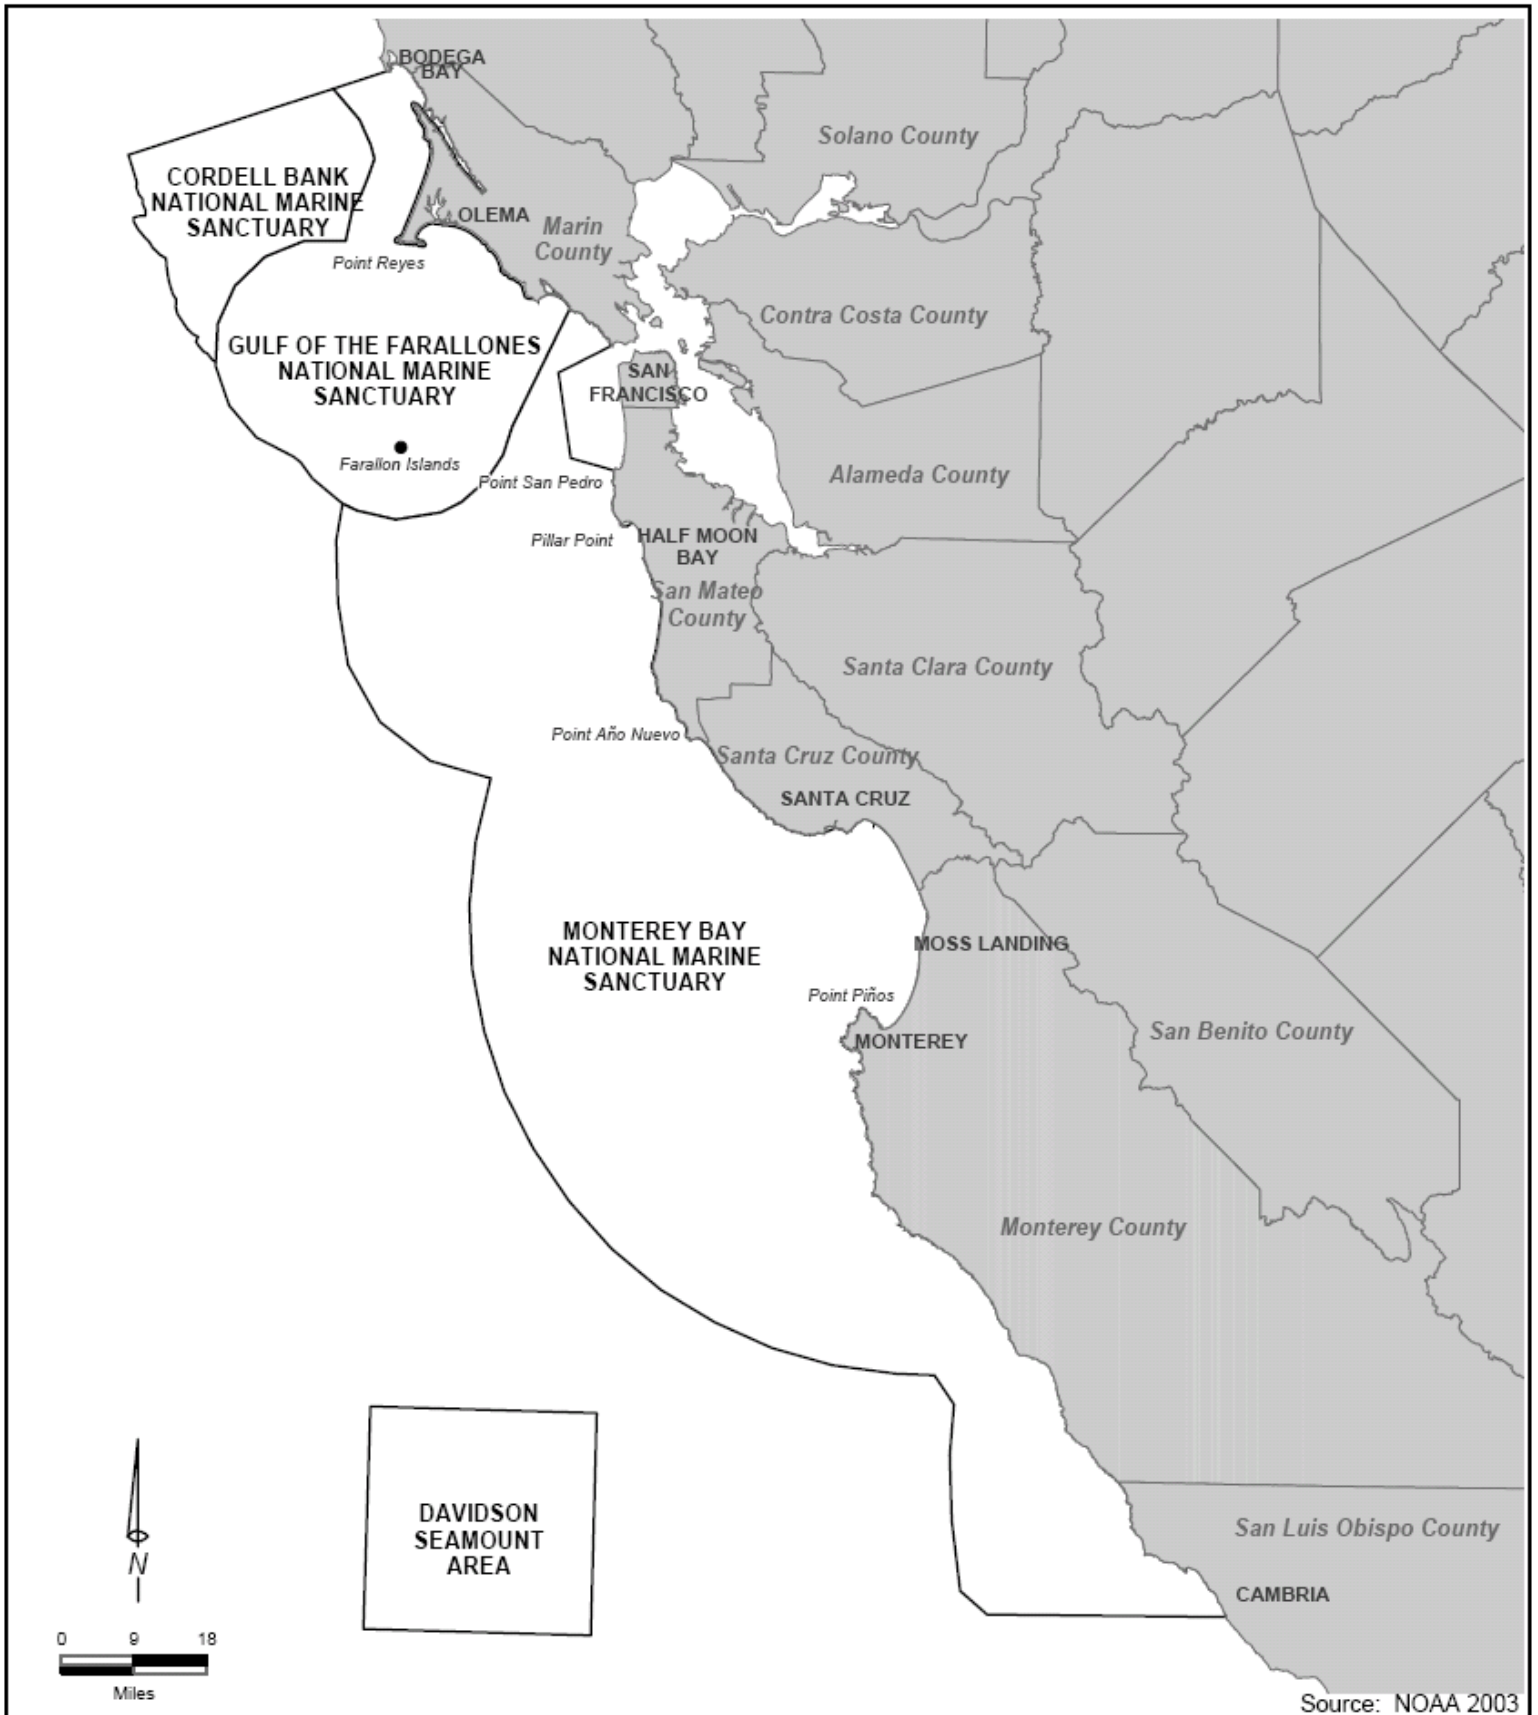 BODEGA
BAY
Solano County
CORDELL BANK
NATIONAL MARINE
SANCTUARY
OLEMA
Marin
County
Point Reyes
Contra Costa County
GULF OF THE FARALLONES
NATIONAL MARINE
SANCTUARY
SAN
FRANCISCO
Farallon Islands
Point San Pedro
Alameda County
Pillar Point
HALF MOON
BAY
San Mateo
County
Santa Clara County
Point Año Nuevo
Santa Cruz County
SANTA CRUZ
MONTEREY BAY
NATIONAL MARINE
SANCTUARY
MOSS LANDING
Point Piños
MONTEREY
San Benito County
Monterey County
DAVIDSON
SEAMOUNT
AREA
San Luis Obispo County
CAMBRIA
N
0 9 18
Miles
Source: NOAA 2003